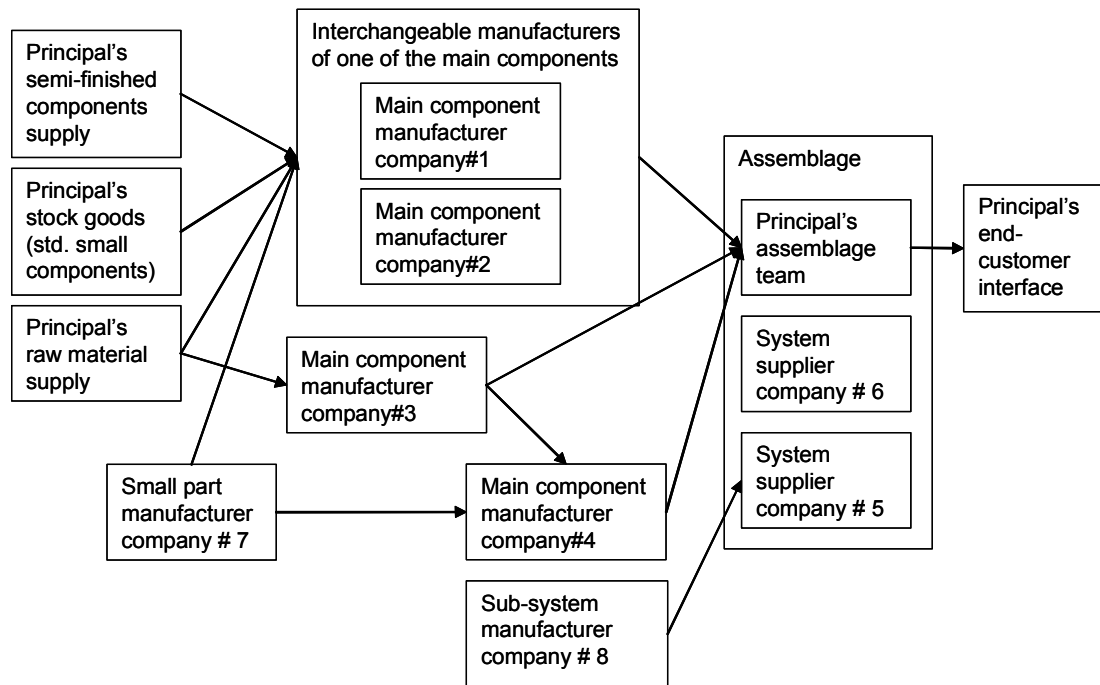 Principal's
semi-finished
components
supply
Principal's
stock goods
(std. small
components)
Principal's
raw material
supply
Interchangeable manufacturers
of one of the main components
Main component
manufacturer
company#1
Main component
manufacturer
company#2
Main component
manufacturer
company#3
Small part
manufacturer
company # 7
Main component
manufacturer
company#4
Sub-system
manufacturer
company # 8
Assemblage
Principal's
assemblage
team
System
supplier
company # 6
System
supplier
company # 5
Principal's
end-
customer
interface